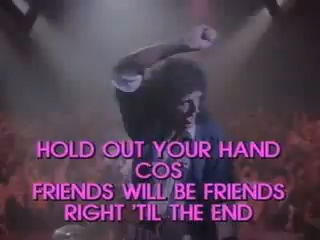 HOLD OUT YOUR HAND
COS
FRIENDS WILL BE FRIENDS
RIGHT 'TIL THE END